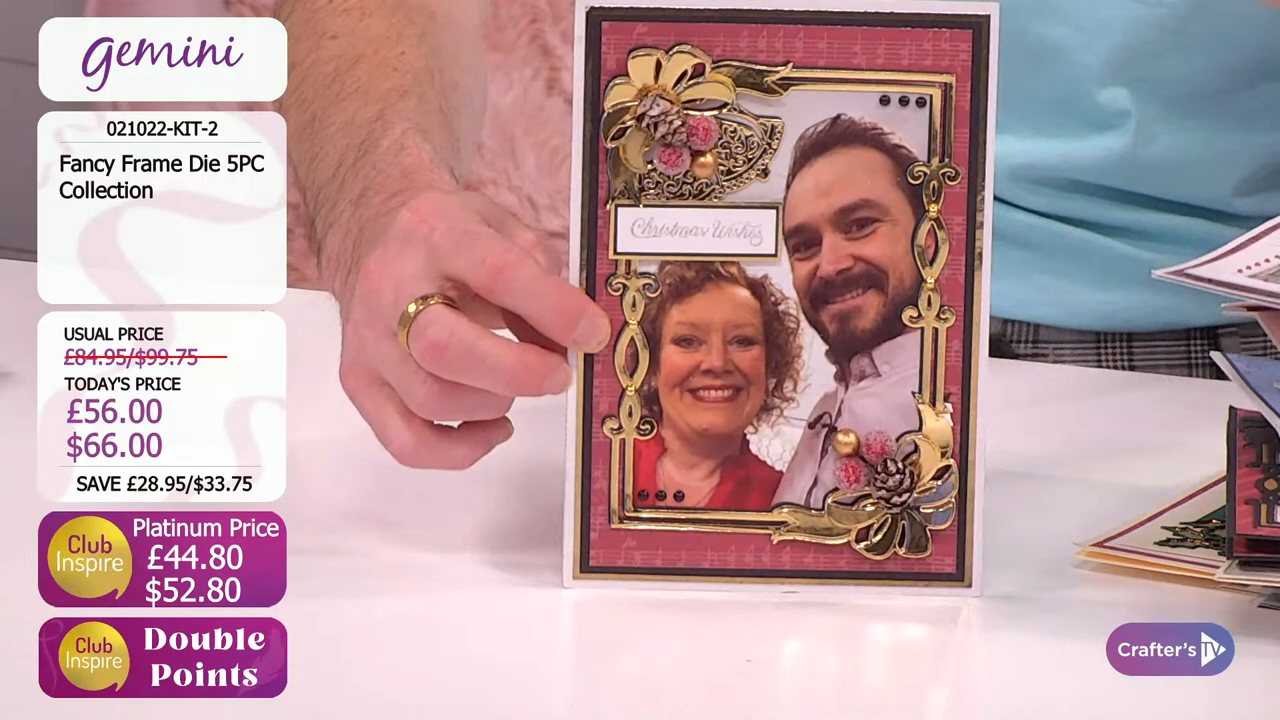 gemini
021022-KIT-2
Fancy Frame Die 5PC
Collection
USUAL PRICE
£84.95/$99.75
TODAY'S PRICE
£56.00
$66.00
SAVE £28.95/$33.75
Club
Inspire
Platinum Price
£44.80
$52.80
Club
Inspire
Double
Points
Christmas Wishes
Crafter's TV